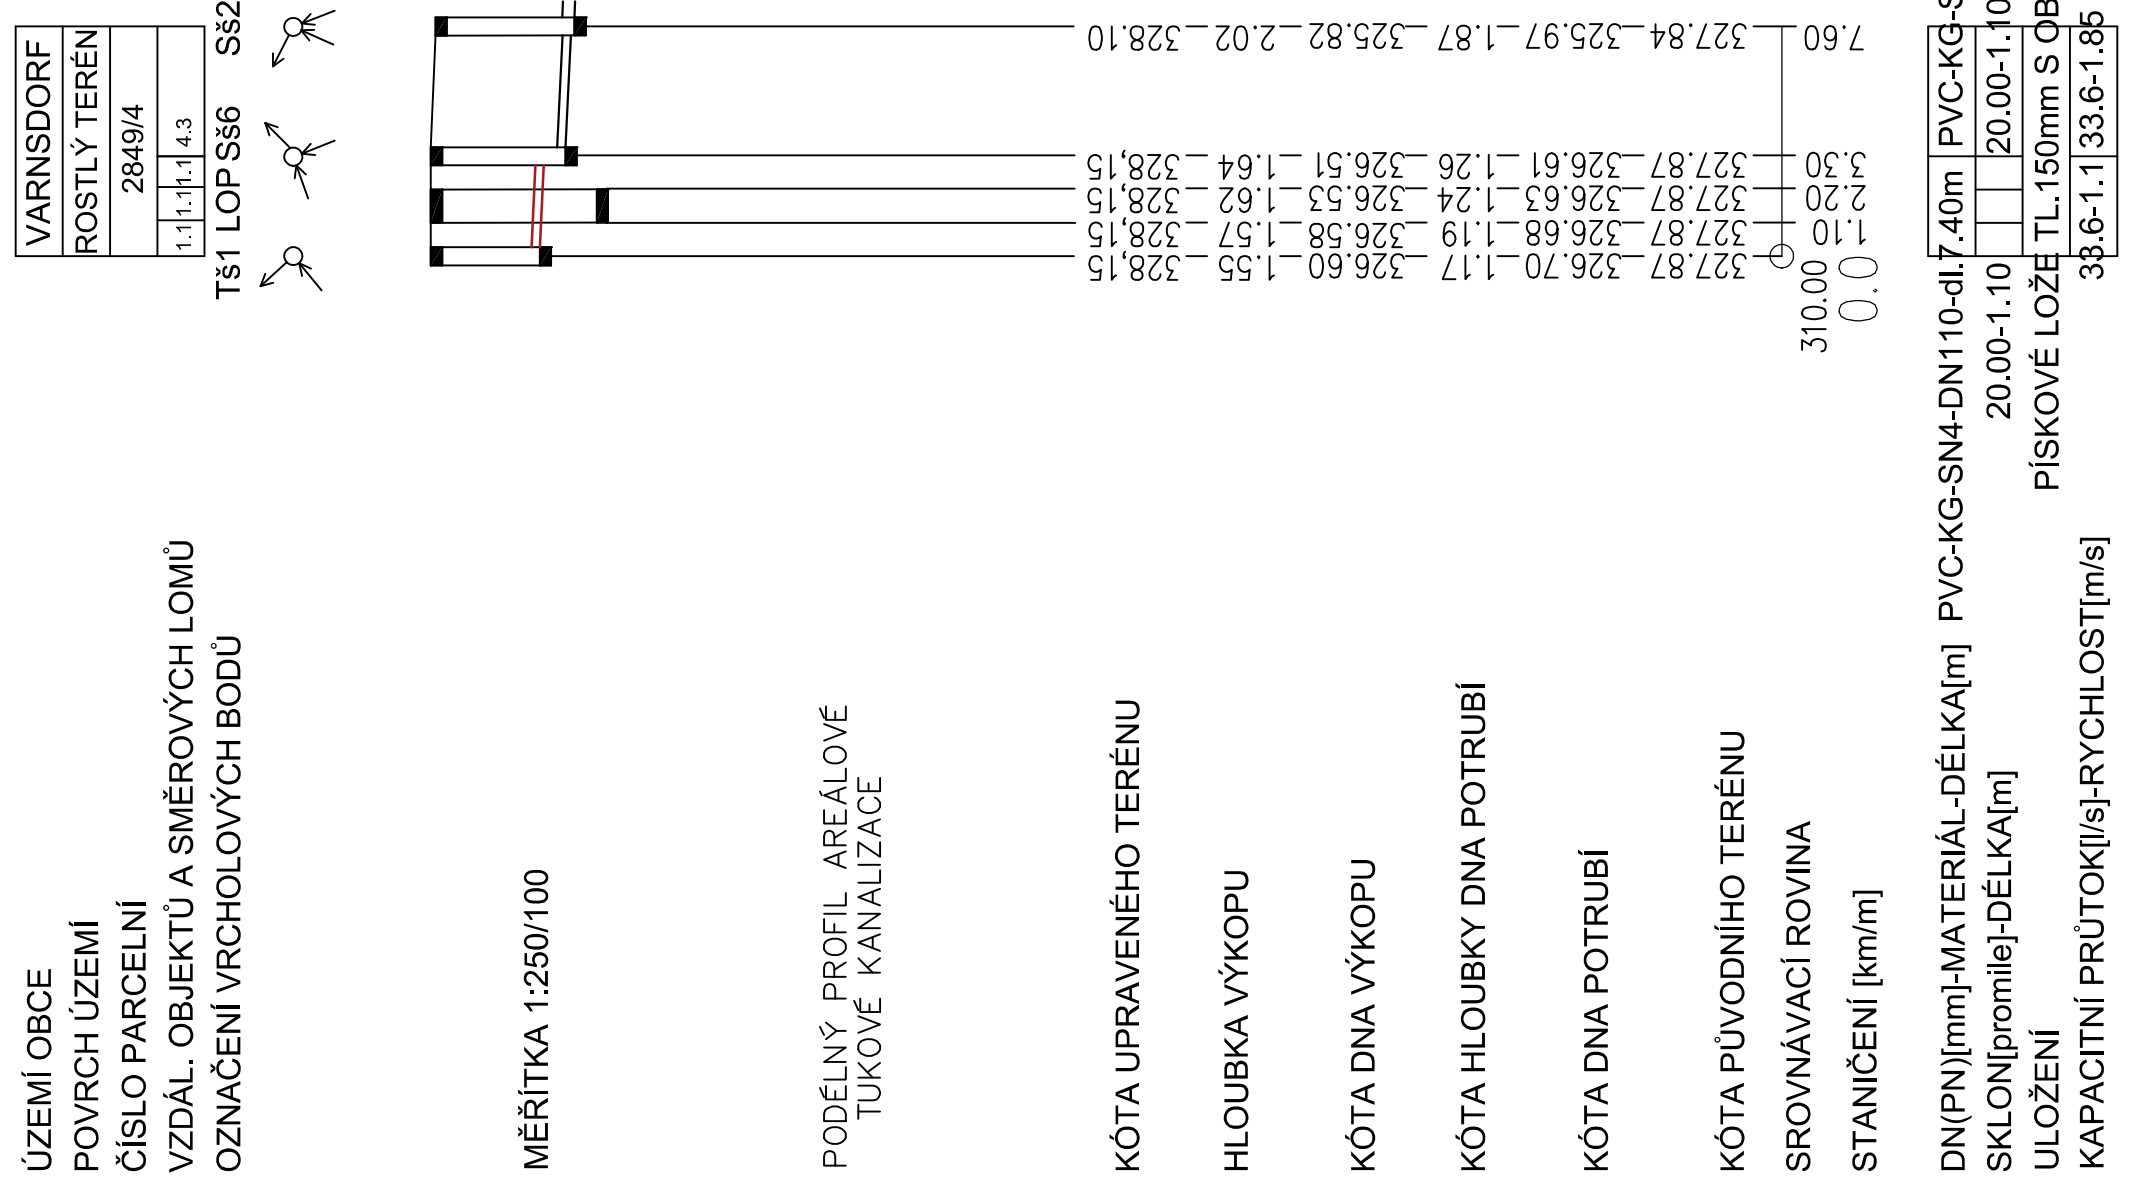 ÚZEMÍ OBCE
VARNSDORF
POVRCH ÚZEMÍ
ROSTLÝ TERÉN
ČÍSLO PARCELNÍ
2849/4
VZDÁL. OBJEKTŮ A SMĚROVÝCH LOMŮ
1.1 1.1 1.1 4.3
OZNAČENÍ VRCHOLOVÝCH BODŮ
Tš1 LOP Sš6 Sš2
MĚŘÍTKA 1:250/100
PODÉLNÝ PROFIL AREÁLOVÉ
TUKOVÉ KANALIZACE
KÓTA UPRAVENÉHO TERÉNU
328,15 328,15 328,15 328,15 328.10
HLOUBKA VÝKOPU
1.55 1.57 1.62 1.64 2.02
KÓTA DNA VÝKOPU
326.60 326.58 326.53 326.51 325.82
KÓTA HLOUBKY DNA POTRUBÍ
1.17 1.19 1.24 1.26 1.87
KÓTA DNA POTRUBÍ
326.70 326.68 326.63 326.61 325.97
KÓTA PŮVODNÍHO TERÉNU
327.87 327.87 327.87 327.87 327.84
SROVNÁVACÍ ROVINA
310.00
STANIČENÍ [km/m]
0.0 1.10 2.20 3.30 7.60
DN(PN)[mm]-MATERIÁL-DÉLKA[m] PVC-KG-SN4-DN110-dl.7.40m PVC-KG-S
SKLON[promile]-DÉLKA[m] 20.00-1.10 20.00-1.10
ULOŽENÍ PÍSKOVÉ LOŽE TL.150mm S OB
KAPACITNÍ PRŮTOK[l/s]-RYCHLOST[m/s] 33.6-1.1 33.6-1.85